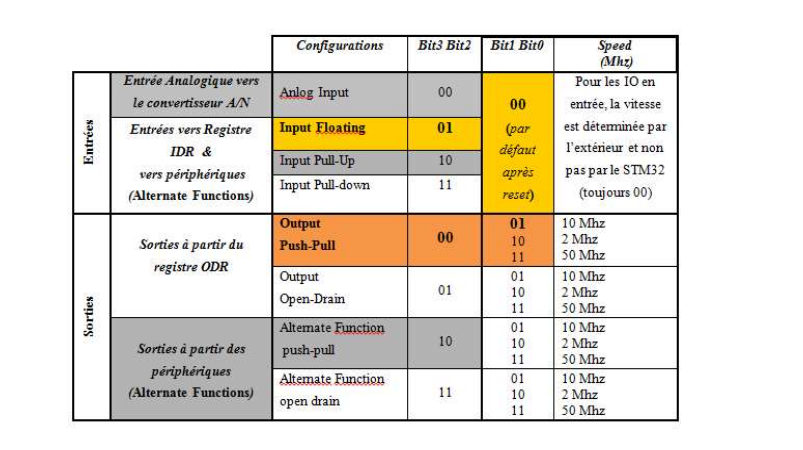 Configurations Bit3 Bit2 Bit1 Bit0 Speed
(Mhz)
Entrées
Entrée Analogique vers
le convertisseur A/N
Anlog Input 00
Entrées vers Registre
IDR &
vers périphériques
(Alternate Functions)
Input Floating 01
Input Pull-Up 10
Input Pull-down 11
00
(par
défaut
après
reset)
Pour les IO en
entrée, la vitesse
est déterminée par
l'extérieur et non
pas par le STM32
(toujours 00)
Sorties
Sorties à partir du
registre ODR
Output
Push-Pull
00
01 10 Mhz
10 2 Mhz
11 50 Mhz
Output
Open-Drain
01
01 10 Mhz
10 2 Mhz
11 50 Mhz
Sorties à partir des
périphériques
(Alternate Functions)
Alternate Function
push-pull
10
01 10 Mhz
10 2 Mhz
11 50 Mhz
Alternate Function
open drain
11
01 10 Mhz
10 2 Mhz
11 50 Mhz